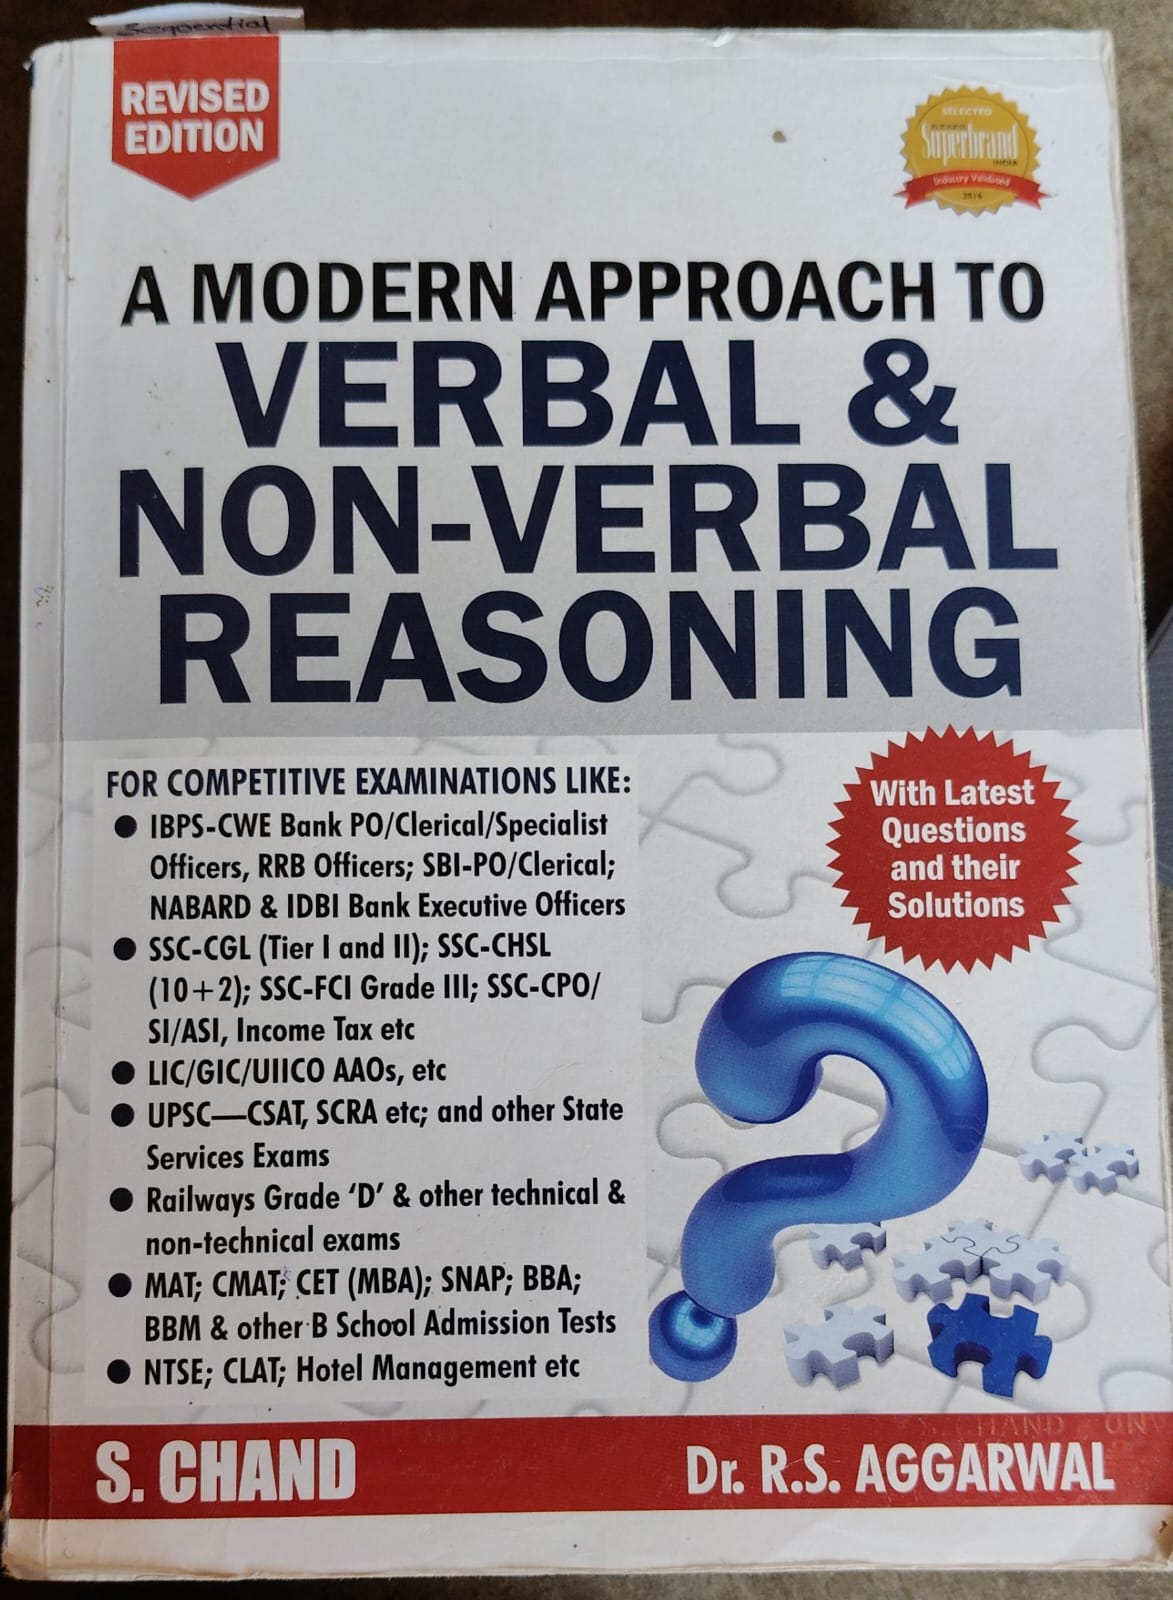 Sequential
REVISED
EDITION
SELECTED
Superbrand
INDIA
Industry Validated
A MODERN APPROACH TO
VERBAL &
NON-VERBAL
REASONING
FOR COMPETITIVE EXAMINATIONS LIKE:
● IBPS-CWE Bank PO/Clerical/Specialist
Officers, RRB Officers; SBI-PO/Clerical;
NABARD & IDBI Bank Executive Officers
● SSC-CGL (Tier I and II); SSC-CHSL
(10+2); SSC-FCI Grade III; SSC-CPO/
SI/ASI, Income Tax etc
● LIC/GIC/UIICO AAOs, etc
● UPSC—CSAT, SCRA etc; and other State
Services Exams
● Railways Grade ‘D’ & other technical &
non-technical exams
● MAT; CMAT; CET (MBA); SNAP; BBA;
BBM & other B School Admission Tests
● NTSE; CLAT; Hotel Management etc
With Latest
Questions
and their
Solutions
S. CHAND
Dr. R.S. AGGARWAL